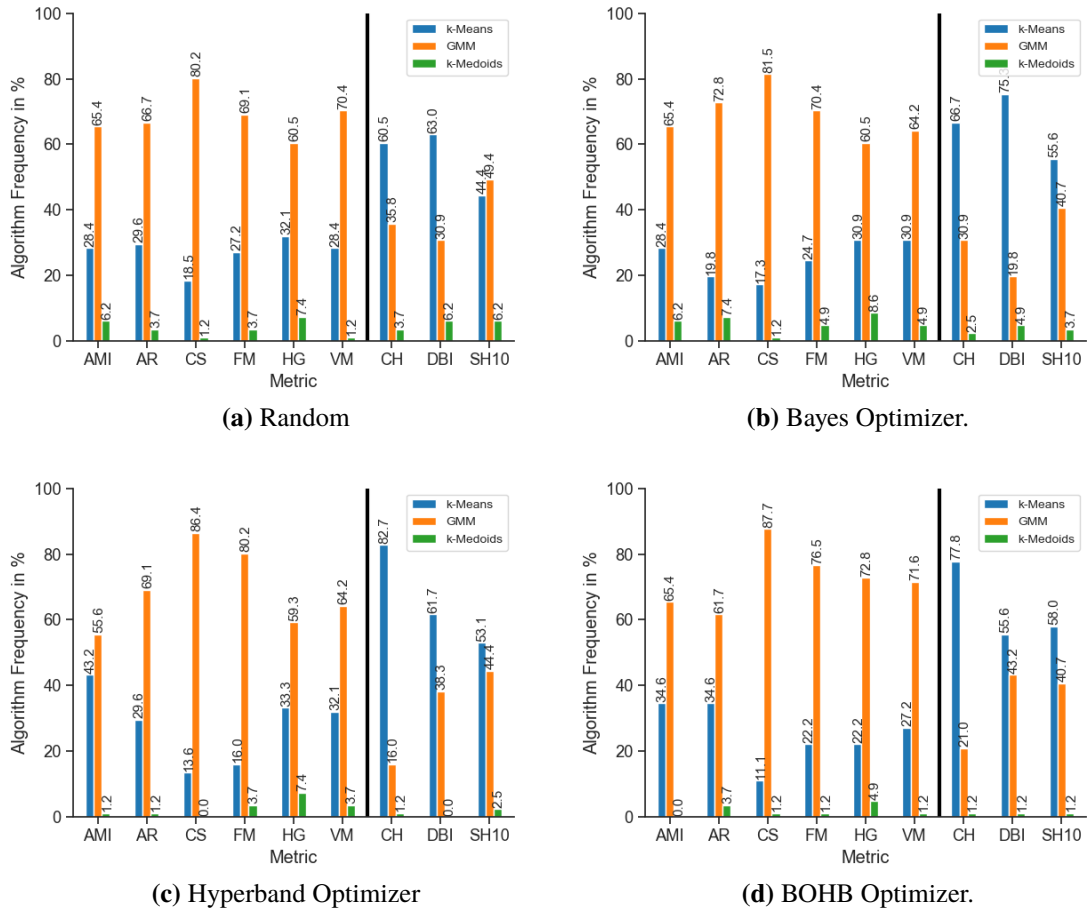 100
80
60
40
20
0
Algorithm Frequency in %
k-Means
GMM
k-Medoids
28.4 65.4 6.2
29.6 66.7 3.7
18.5 80.2 1.2
27.2 69.1 3.7
32.1 60.5 7.4
28.4 70.4 1.2
60.5 35.8 3.7
63.0 30.9 6.2
44.4 49.4 6.2
AMI AR CS FM HG VM CH DBI SH10
Metric
(a) Random
100
80
60
40
20
0
Algorithm Frequency in %
k-Means
GMM
k-Medoids
28.4 65.4 6.2
19.8 72.8 7.4
17.3 81.5 1.2
24.7 70.4 4.9
30.9 60.5 8.6
30.9 64.2 4.9
66.7 30.9 2.5
75.3 19.8 4.9
55.6 40.7 3.7
AMI AR CS FM HG VM CH DBI SH10
Metric
(b) Bayes Optimizer.
100
80
60
40
20
0
Algorithm Frequency in %
k-Means
GMM
k-Medoids
43.2 55.6 1.2
29.6 69.1 1.2
13.6 86.4 0.0
16.0 80.2 3.7
33.3 59.3 7.4
32.1 64.2 3.7
82.7 16.0 1.2
61.7 38.3 0.0
53.1 44.4 2.5
AMI AR CS FM HG VM CH DBI SH10
Metric
(c) Hyperband Optimizer
100
80
60
40
20
0
Algorithm Frequency in %
k-Means
GMM
k-Medoids
34.6 65.4 0.0
34.6 61.7 3.7
11.1 87.7 1.2
22.2 76.5 1.2
22.2 72.8 4.9
27.2 71.6 1.2
77.8 21.0 1.2
55.6 43.2 1.2
58.0 40.7 1.2
AMI AR CS FM HG VM CH DBI SH10
Metric
(d) BOHB Optimizer.